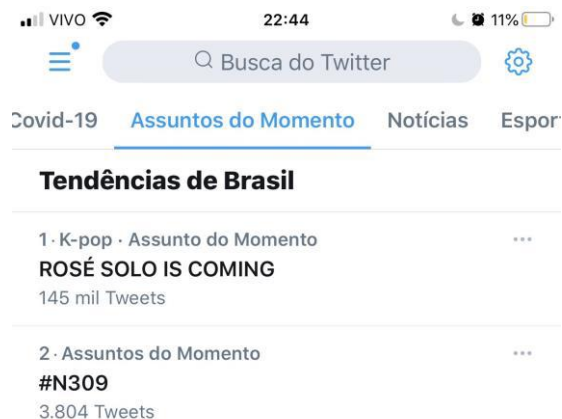 VIVO 22:44 11%
Busca do Twitter
Covid-19 Assuntos do Momento Notícias Espor
Tendências de Brasil
1 · K-pop · Assunto do Momento
ROSÉ SOLO IS COMING
145 mil Tweets
2 · Assuntos do Momento
#N309
3.804 Tweets